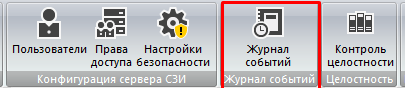 Пользователи
Права доступа
Настройки безопасности
Конфигурация сервера СЗИ
Журнал событий
Журнал событий
Контроль целостности
Целостность